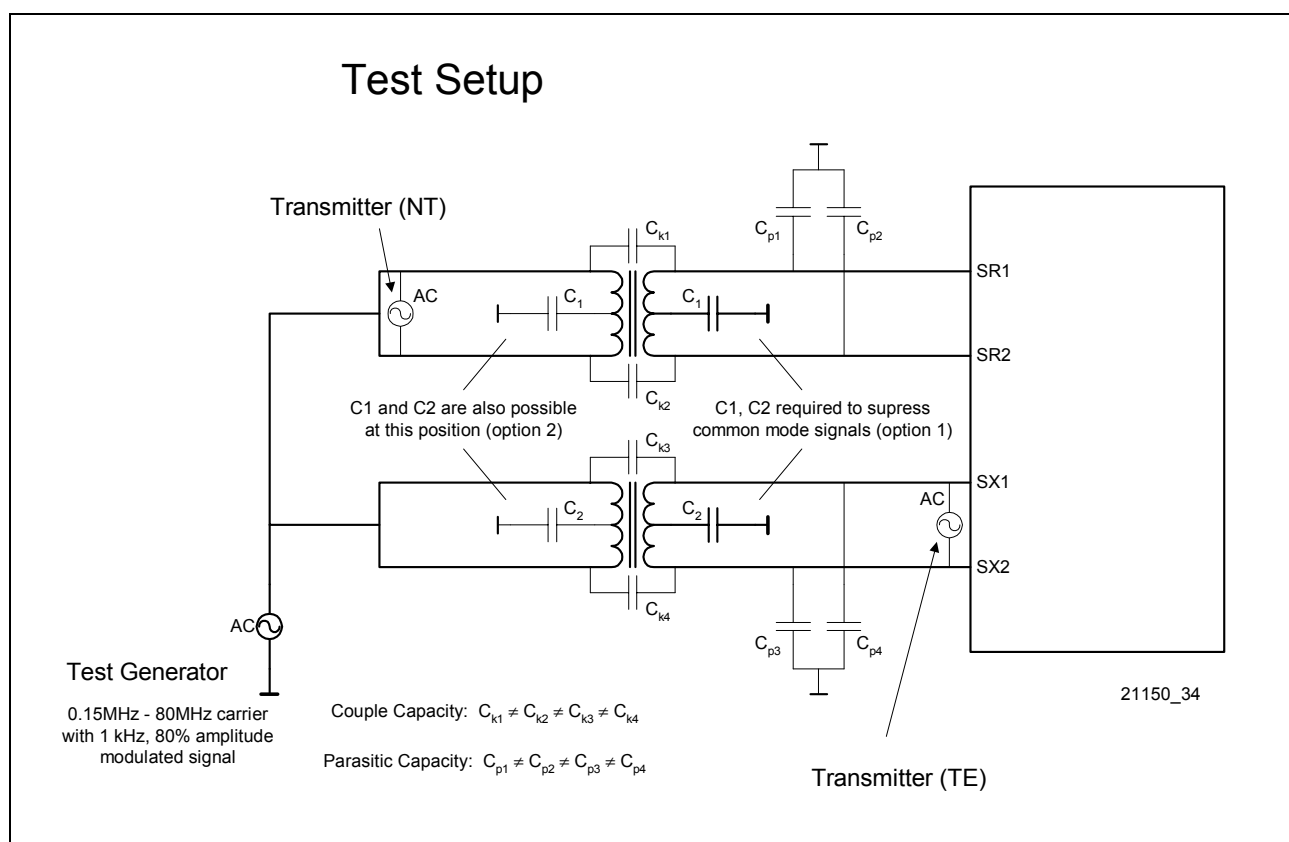 Test Setup
Transmitter (NT)
AC
Ck1
C1
C1
Ck2
Cp1
Cp2
SR1
SR2
C1 and C2 are also possible
at this position (option 2)
C1, C2 required to supress
common mode signals (option 1)
Ck3
C2
C2
Ck4
SX1
AC
SX2
Cp3
Cp4
AC
Test Generator
0.15MHz - 80MHz carrier
with 1 kHz, 80% amplitude
modulated signal
Couple Capacity: Ck1 ≠ Ck2 ≠ Ck3 ≠ Ck4
Parasitic Capacity: Cp1 ≠ Cp2 ≠ Cp3 ≠ Cp4
21150_34
Transmitter (TE)